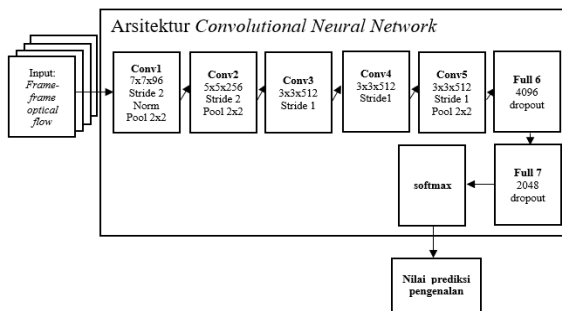 Arsitektur Convolutional Neural Network
Input:
Frame-
frame
optical
flow
Conv1
7x7x96
Stride 2
Norm
Pool 2x2
Conv2
5x5x256
Stride 2
Pool 2x2
Conv3
3x3x512
Stride 1
Conv4
3x3x512
Stride1
Conv5
3x3x512
Stride 1
Pool 2x2
Full 6
4096
dropout
Full 7
2048
dropout
softmax
Nilai prediksi
pengenalan